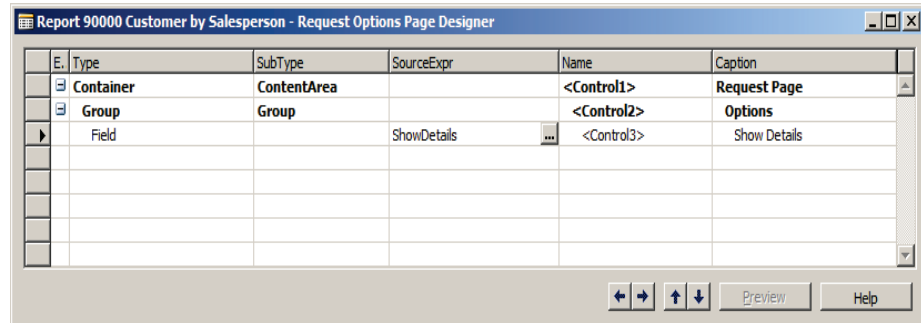 Report 90000 Customer by Salesperson - Request Options Page Designer
E. Type SubType SourceExpr Name Caption
Container ContentArea <Control1> Request Page
Group Group <Control2> Options
Field ShowDetails ... <Control3> Show Details
Preview Help